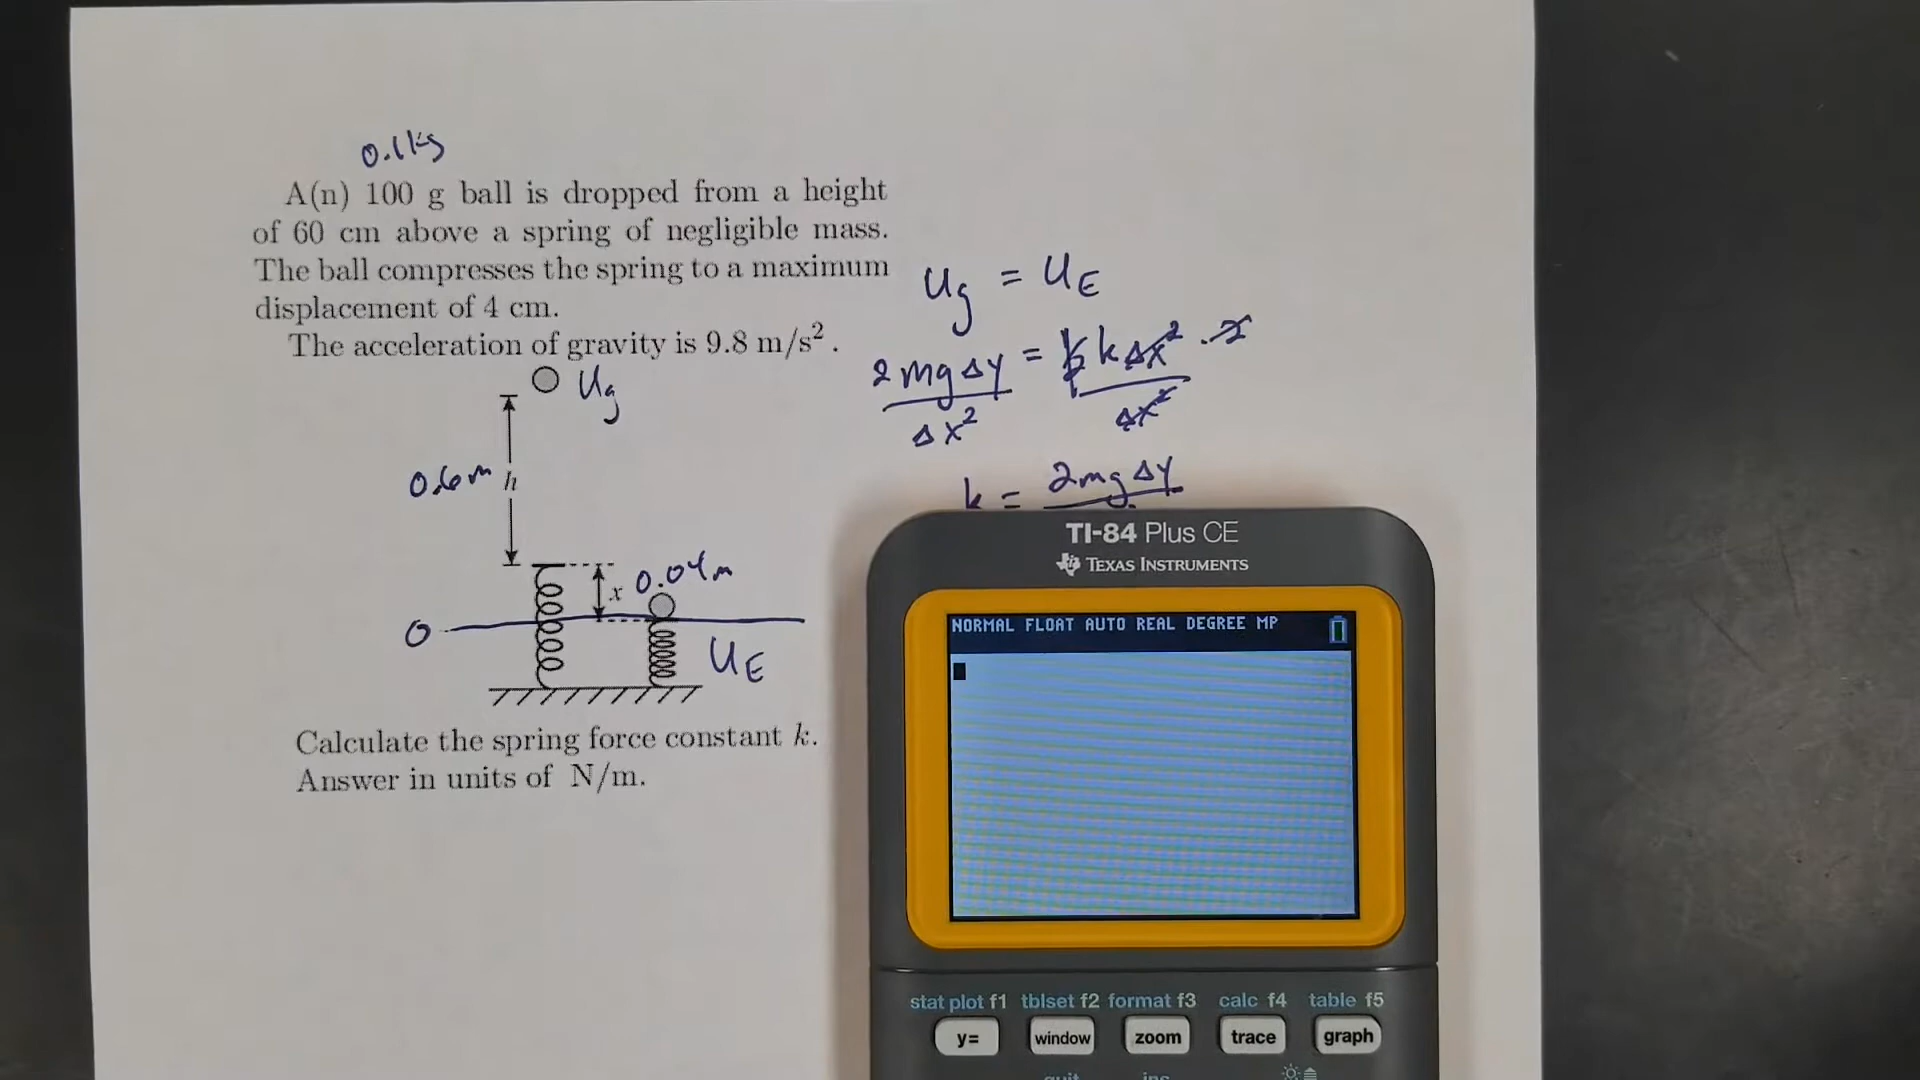 0.1kg
A(n) 100 g ball is dropped from a height
of 60 cm above a spring of negligible mass.
The ball compresses the spring to a maximum
displacement of 4 cm.
The acceleration of gravity is 9.8 m/s².
Ug
0.6m h
x 0.04m
0
UE
Calculate the spring force constant k.
Answer in units of N/m.
Ug = UE
2mgΔy = ½kΔx² · 2
Δx² Δx²
k = 2mgΔy
TI-84 Plus CE
TEXAS INSTRUMENTS
NORMAL FLOAT AUTO REAL DEGREE MP
stat plot f1 tblset f2 format f3 calc f4 table f5
y= window zoom trace graph
quit ins